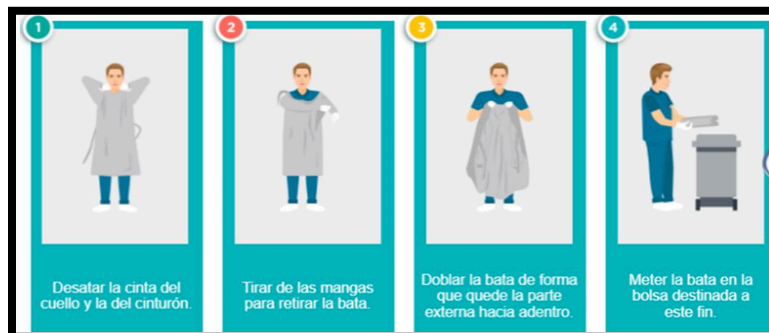 1
2
3
4
Desatar la cinta del
cuello y la del cinturón.
Tirar de las mangas
para retirar la bata.
Doblar la bata de forma
que quede la parte
externa hacia adentro.
Meter la bata en la
bolsa destinada a
este fin.